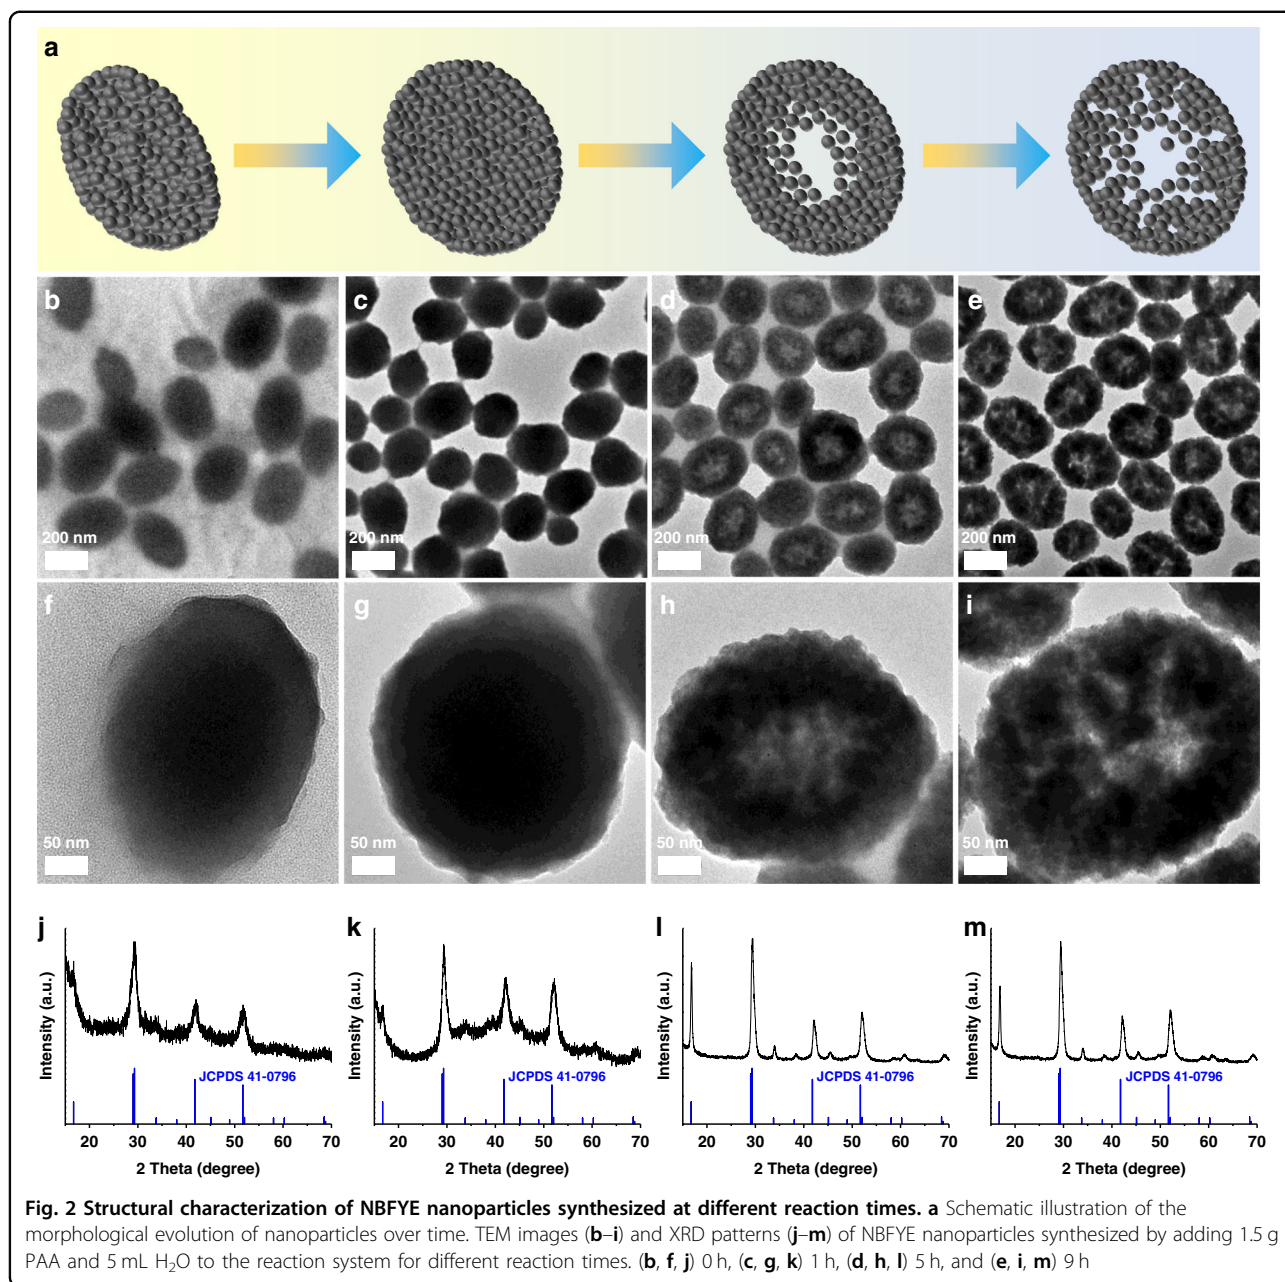 a
b
c
d
e
200 nm
200 nm
200 nm
200 nm
f
g
h
i
50 nm
50 nm
50 nm
50 nm
j
k
l
m
Intensity (a.u.)
JCPDS 41-0796
20 30 40 50 60 70
2 Theta (degree)
Intensity (a.u.)
JCPDS 41-0796
20 30 40 50 60 70
2 Theta (degree)
Intensity (a.u.)
JCPDS 41-0796
20 30 40 50 60 70
2 Theta (degree)
Intensity (a.u.)
JCPDS 41-0796
20 30 40 50 60 70
2 Theta (degree)
Fig. 2 Structural characterization of NBFYE nanoparticles synthesized at different reaction times. a Schematic illustration of the
morphological evolution of nanoparticles over time. TEM images (b–i) and XRD patterns (j–m) of NBFYE nanoparticles synthesized by adding 1.5 g
PAA and 5 mL H₂O to the reaction system for different reaction times. (b, f, j) 0 h, (c, g, k) 1 h, (d, h, l) 5 h, and (e, i, m) 9 h